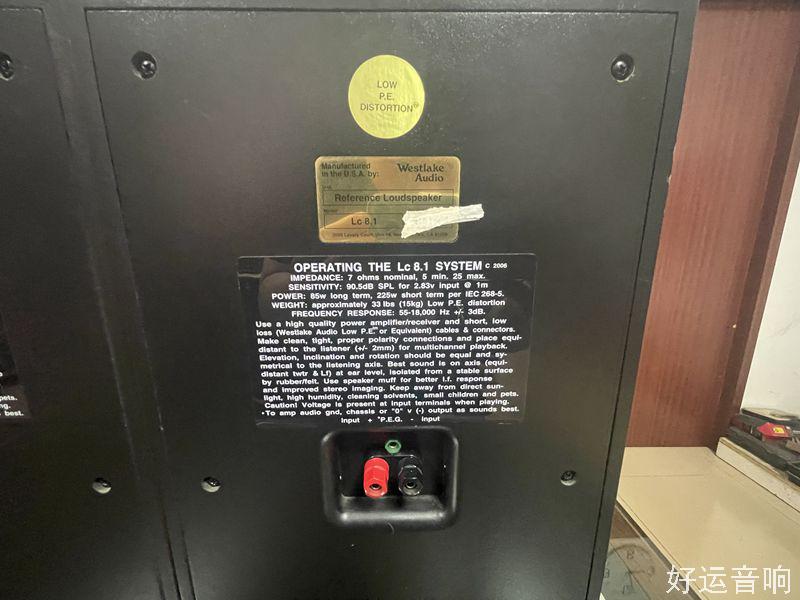 LOW
P.E.
DISTORTION
Manufactured
in the U.S.A. by:
Westlake
Audio
Reference Loudspeaker
Lc 8.1
OPERATING THE Lc 8.1 SYSTEM c 2006
IMPEDANCE: 7 ohms nominal, 5 min. 25 max.
SENSITIVITY: 90.5dB SPL for 2.83v input @ 1m
POWER: 85w long term, 225w short term per IEC 268-5.
WEIGHT: approximately 33 lbs (15kg) Low P.E. distortion
FREQUENCY RESPONSE: 55-18,000 Hz +/- 3dB.
Use a high quality power amplifier/receiver and short, low
loss (Westlake Audio Low P.E. or Equivalent) cables & connectors.
Make clean, tight, proper polarity connections and place equi-
distant to the listener (+/- 2mm) for multichannel playback.
Elevation, inclination and rotation should be equal and sy-
metrical to the listening axis. Best sound is on axis (equi-
distant twtr & Lf) at ear level, isolated from a stable surface
by rubber/felt. Use speaker muff for better l.f. response
and improved stereo imaging. Keep away from direct sun-
light, high humidity, cleaning solvents, small children and pets.
Caution! Voltage is present at input terminals when playing.
*To amp audio gnd, chassis or "0" v (-) output as sounds best.
input + *P.E.G. - input
pets.
ng.
s best.
好运音响